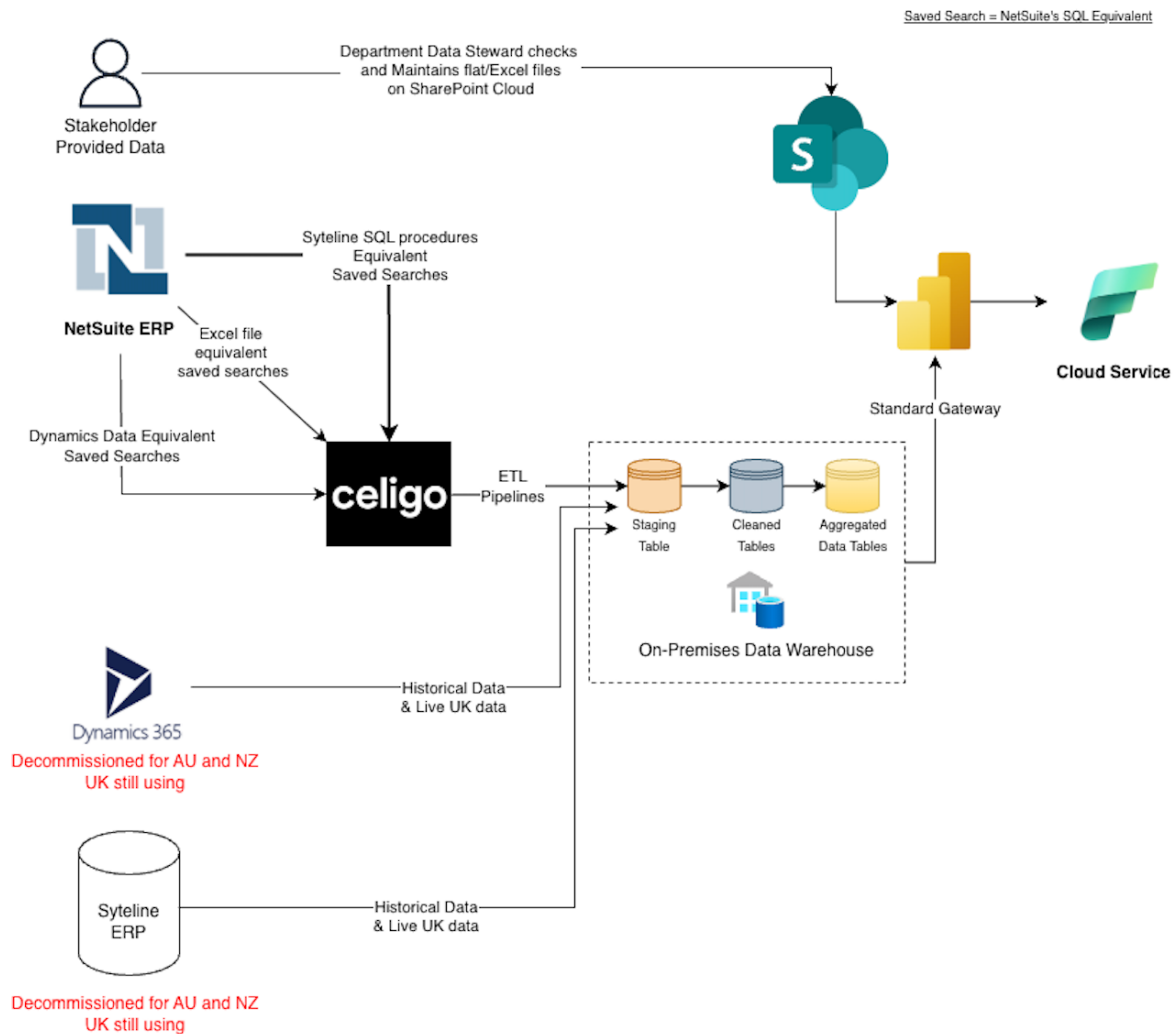 Saved Search = NetSuite's SQL Equivalent
Department Data Steward checks
and Maintains flat/Excel files
on SharePoint Cloud
Stakeholder
Provided Data
S
N
NetSuite ERP
Syteline SQL procedures
Equivalent
Saved Searches
Excel file
equivalent
saved searches
Dynamics Data Equivalent
Saved Searches
celigo
ETL
Pipelines
Cloud Service
Standard Gateway
Staging
Table
Cleaned
Tables
Aggregated
Data Tables
On-Premises Data Warehouse
Dynamics 365
Decommissioned for AU and NZ
UK still using
Historical Data
& Live UK data
Syteline
ERP
Historical Data
& Live UK data
Decommissioned for AU and NZ
UK still using